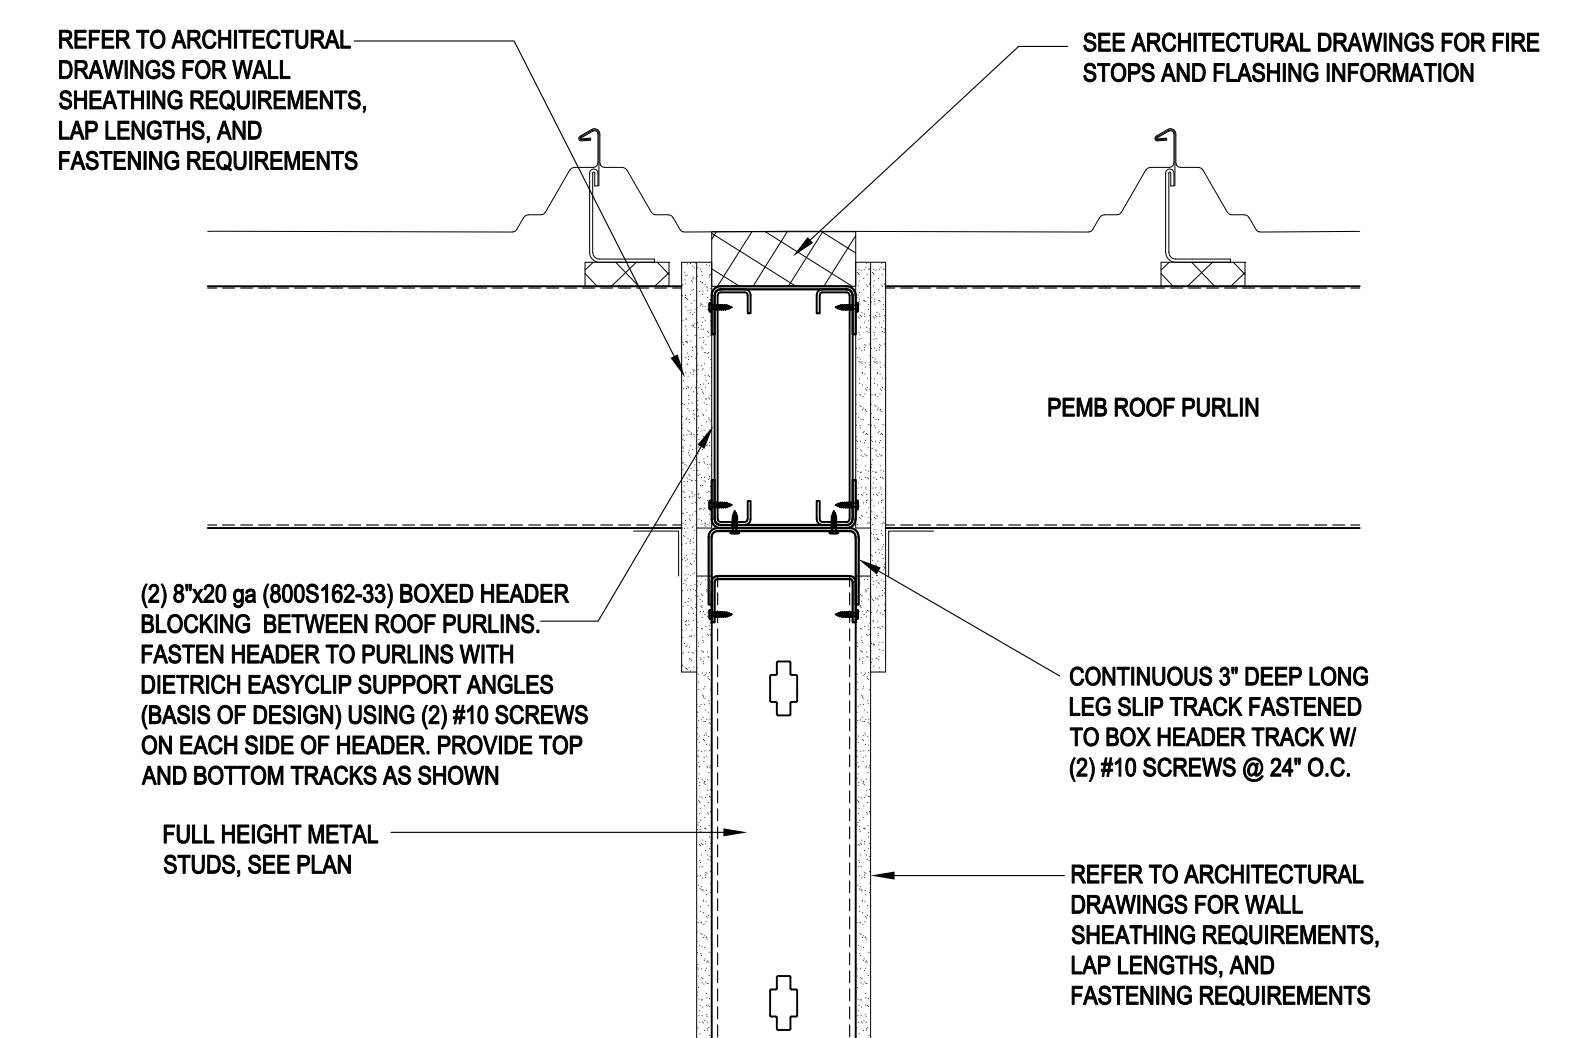 REFER TO ARCHITECTURAL
DRAWINGS FOR WALL
SHEATHING REQUIREMENTS,
LAP LENGTHS, AND
FASTENING REQUIREMENTS
SEE ARCHITECTURAL DRAWINGS FOR FIRE
STOPS AND FLASHING INFORMATION
PEMB ROOF PURLIN
(2) 8"x20 ga (800S162-33) BOXED HEADER
BLOCKING BETWEEN ROOF PURLINS.
FASTEN HEADER TO PURLINS WITH
DIETRICH EASYCLIP SUPPORT ANGLES
(BASIS OF DESIGN) USING (2) #10 SCREWS
ON EACH SIDE OF HEADER. PROVIDE TOP
AND BOTTOM TRACKS AS SHOWN
CONTINUOUS 3" DEEP LONG
LEG SLIP TRACK FASTENED
TO BOX HEADER TRACK W/
(2) #10 SCREWS @ 24" O.C.
FULL HEIGHT METAL
STUDS, SEE PLAN
REFER TO ARCHITECTURAL
DRAWINGS FOR WALL
SHEATHING REQUIREMENTS,
LAP LENGTHS, AND
FASTENING REQUIREMENTS